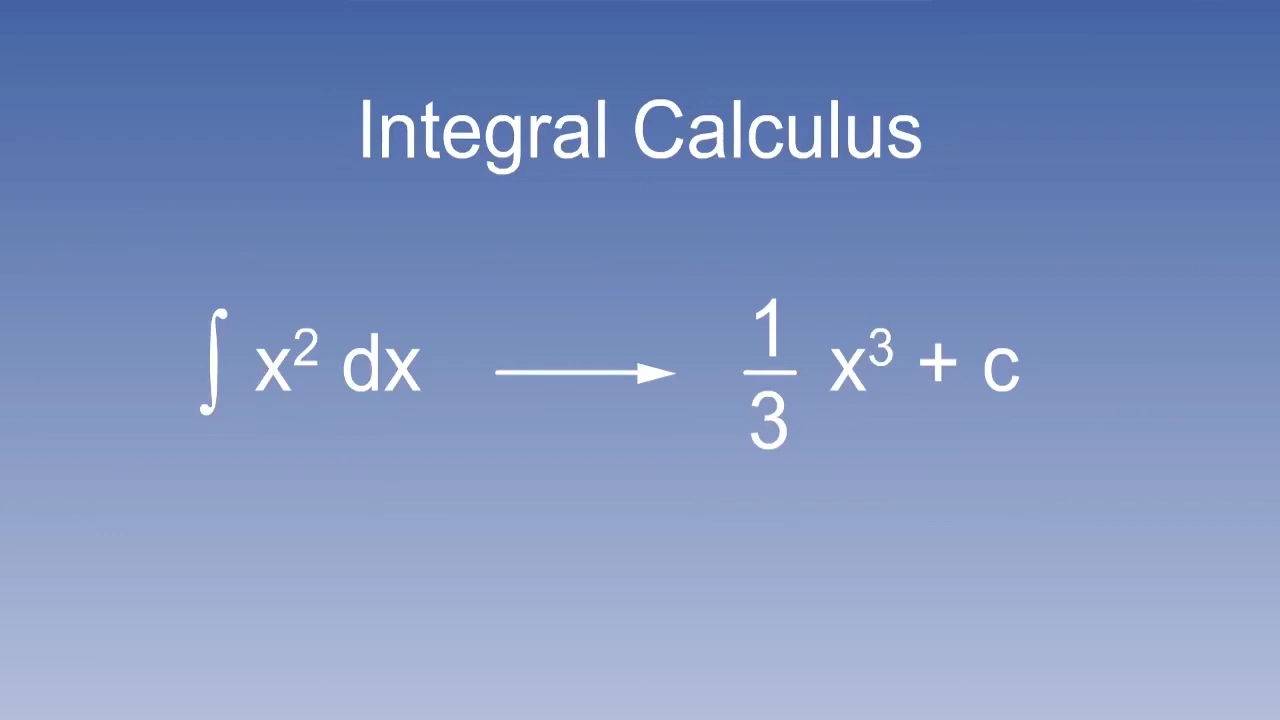 Integral Calculus
∫ x² dx ⟶ 1/3 x³ + c